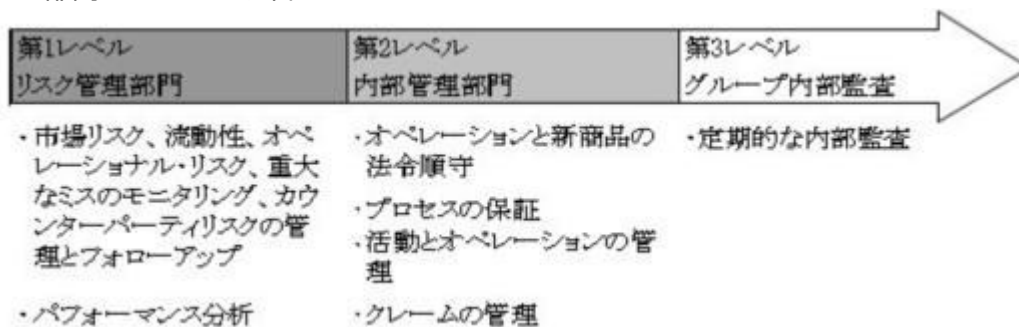 第1レベル
リスク管理部門
第2レベル
内部管理部門
第3レベル
グループ内部監査
・市場リスク、流動性、オペ
レーショナル・リスク、重大
なミスのモニタリング、カウ
ンターパーティリスクの管
理とフォローアップ
・パフォーマンス分析
・オペレーションと新商品の
法令順守
・プロセスの保証
・活動とオペレーションの管
理
・クレームの管理
・定期的な内部監査